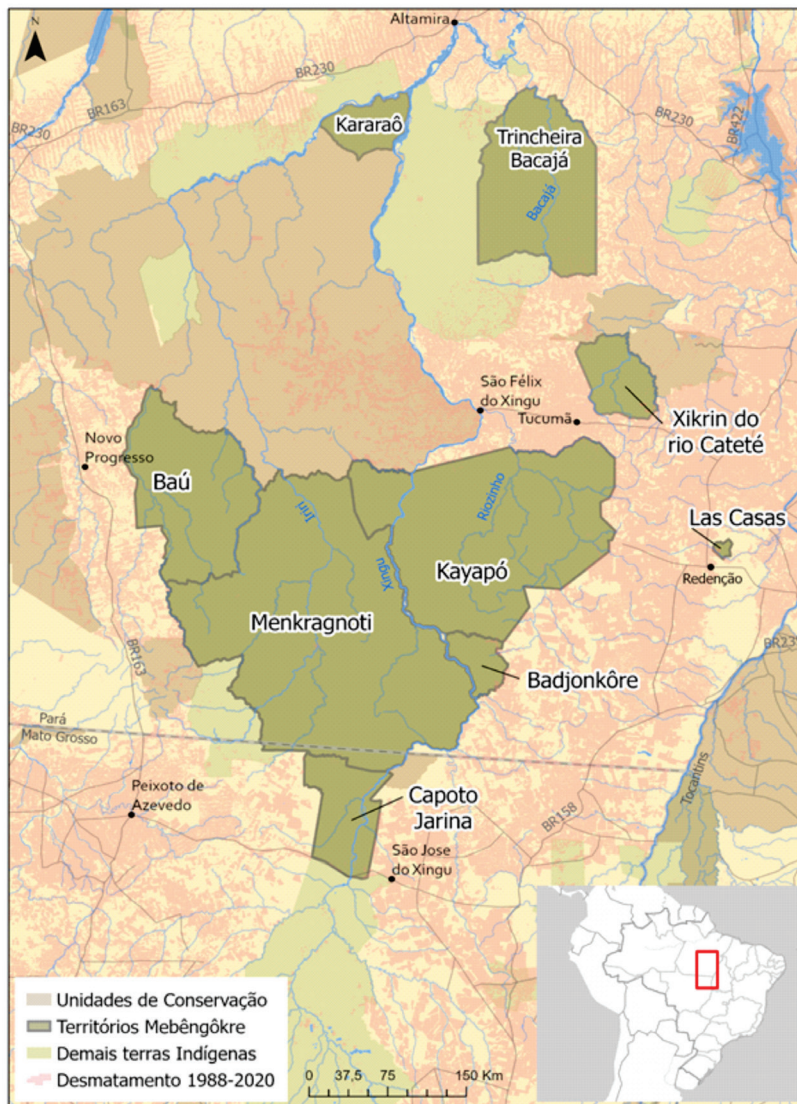 N
Altamira
BR230
BR163
BR230
BR422
BR230
Kararaô
Trincheira
Bacajá
Bacajá
São Félix
do Xingu
Tucumã
Xikrin do
rio Cateté
Novo
Progresso
Baú
Iriri
Riozinho
Las Casas
Xingu
Kayapó
Redenção
Menkragnoti
BR163
BR235
Badjonkôre
Pará
Mato Grosso
Tocantins
Peixoto de
Azevedo
Capoto
Jarina
BR158
São Jose
do Xingu
Unidades de Conservação
Territórios Mebêngôkre
Demais terras Indígenas
Desmatamento 1988-2020
0 37,5 75 150 Km